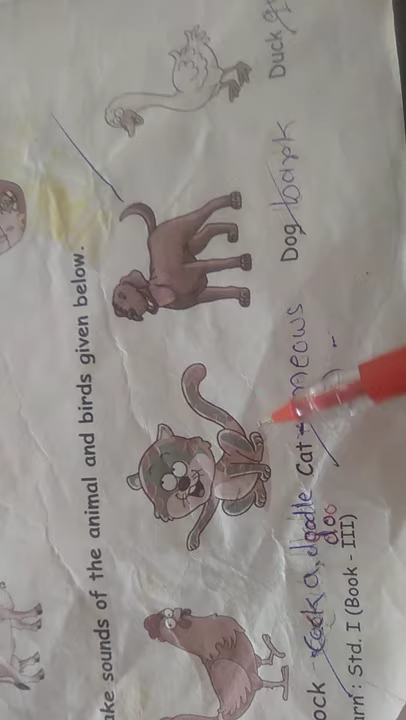 ake sounds of the animal and birds given below.
ock - cock a doodle Cat - meows Dog bark Duck
doo
arn : Std. I (Book - III)